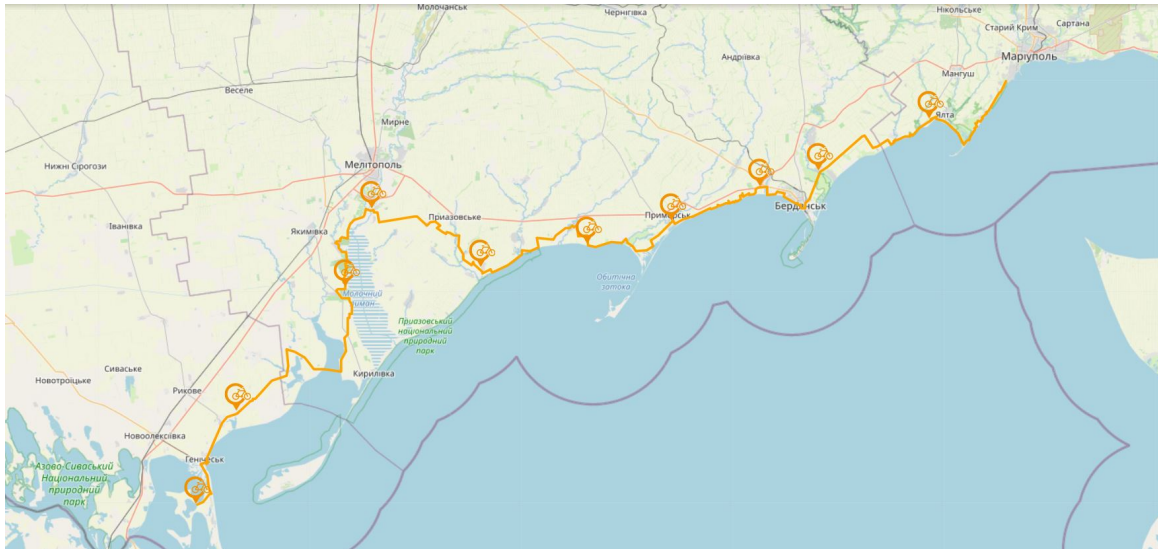 Молочанськ
Чернігівка
Нікольське
Старий Крим
Сартана
Маріуполь
Андріївка
Мангуш
Веселе
Ялта
Мирне
Мелітополь
Нижні Сірогози
Бердянськ
Приморськ
Приазовське
Іванівка
Якимівка
Обитічна
затока
Молочний
лиман
Приазовський
національний
природний
парк
Сиваське
Кирилівка
Новотроїцьке
Рикове
Новоолексіївка
Генічеськ
Азово-Сиваський
Національний
природний
парк